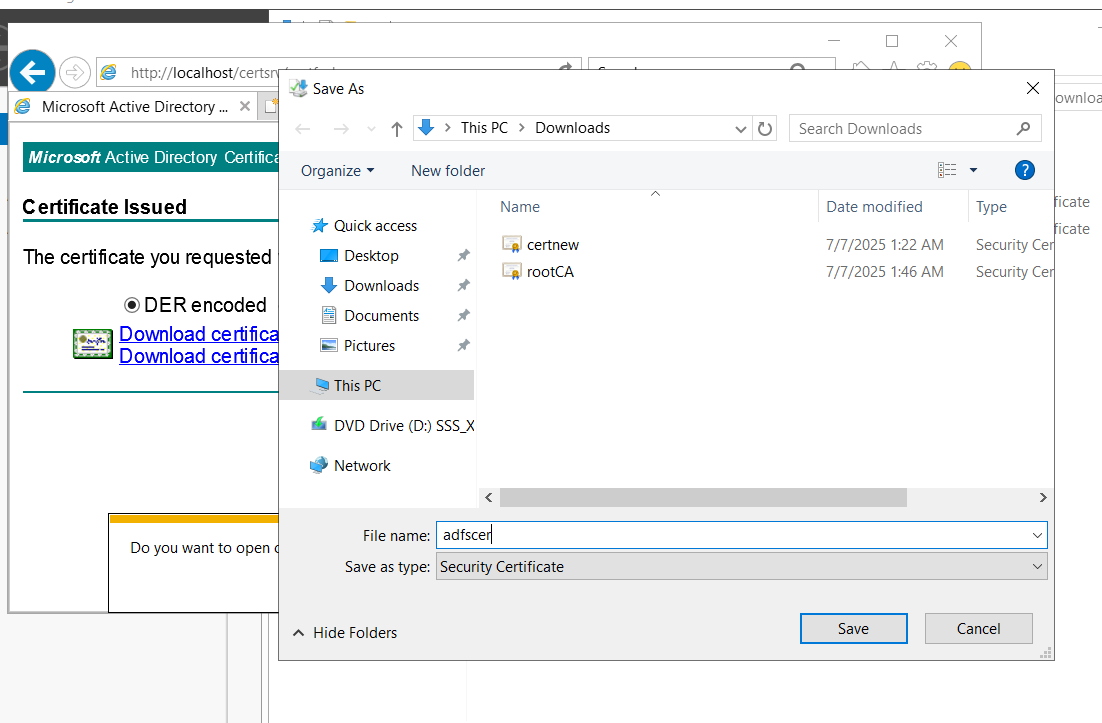 http://localhost/certsrv/
Save As
Microsoft Active Directory ...
This PC
Downloads
Search Downloads
Microsoft Active Directory Certifica
Organize
New folder
Certificate Issued
Name
Date modified
Type
Quick access
The certificate you requested
certnew
7/7/2025 1:22 AM
Security Cer
Desktop
rootCA
7/7/2025 1:46 AM
Security Cer
Downloads
DER encoded
Documents
Download certifica
Pictures
Download certifica
This PC
DVD Drive (D:) SSS_X
Network
File name:
adfscer
Do you want to open
Save as type:
Security Certificate
Hide Folders
Save
Cancel